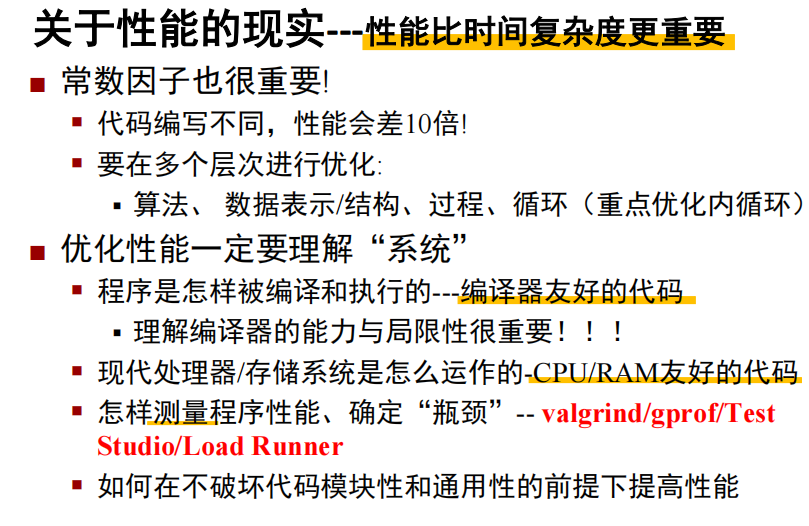 关于性能的现实---性能比时间复杂度更重要
■ 常数因子也很重要!
▪ 代码编写不同，性能会差10倍!
▪ 要在多个层次进行优化:
▪ 算法、 数据表示/结构、过程、循环（重点优化内循环）
■ 优化性能一定要理解“系统”
▪ 程序是怎样被编译和执行的---编译器友好的代码
▪ 理解编译器的能力与局限性很重要！！！
▪ 现代处理器/存储系统是怎么运作的-CPU/RAM友好的代码
▪ 怎样测量程序性能、确定“瓶颈”-- valgrind/gprof/Test
Studio/Load Runner
▪ 如何在不破坏代码模块性和通用性的前提下提高性能